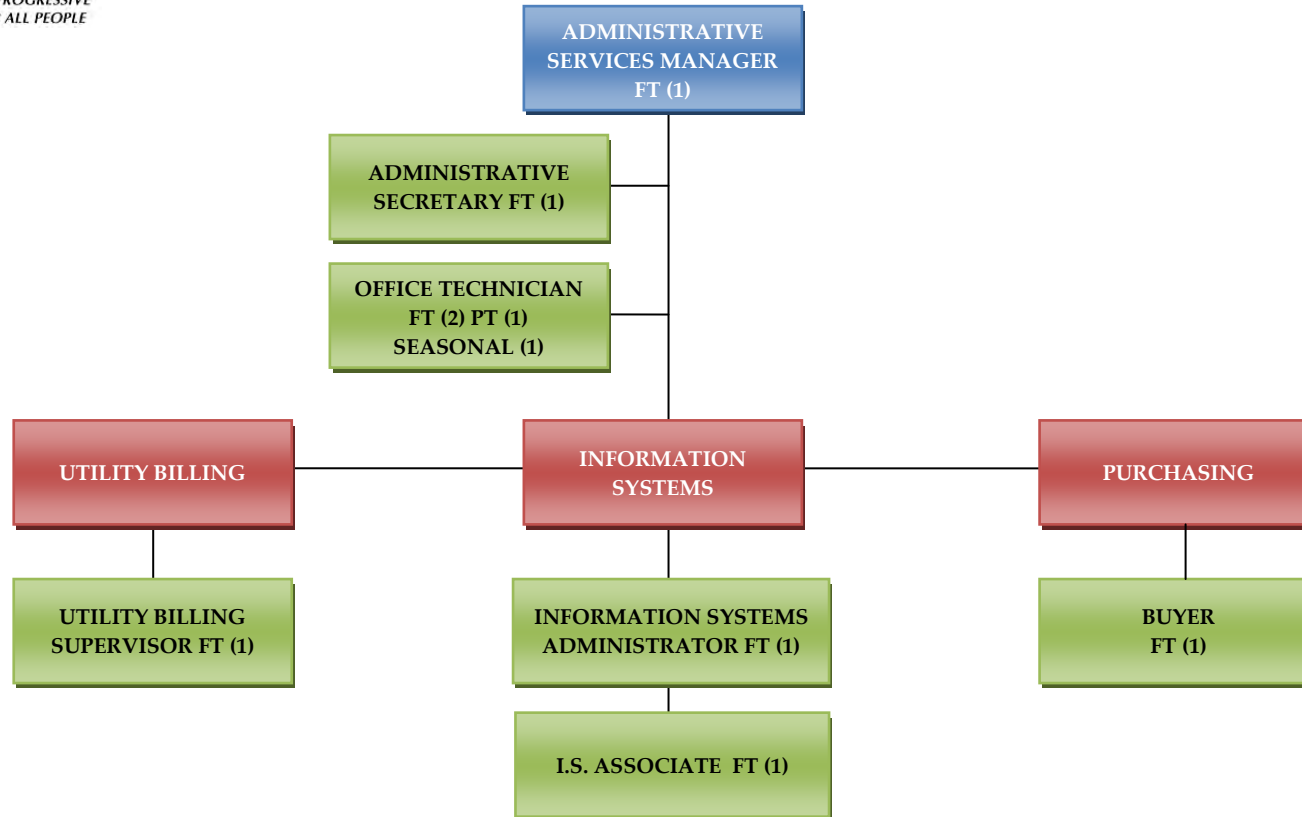 ALL PEOPLE
ADMINISTRATIVE
SERVICES MANAGER
FT (1)
ADMINISTRATIVE
SECRETARY FT (1)
OFFICE TECHNICIAN
FT (2) PT (1)
SEASONAL (1)
UTILITY BILLING
INFORMATION
SYSTEMS
PURCHASING
UTILITY BILLING
SUPERVISOR FT (1)
INFORMATION SYSTEMS
ADMINISTRATOR FT (1)
BUYER
FT (1)
I.S. ASSOCIATE FT (1)